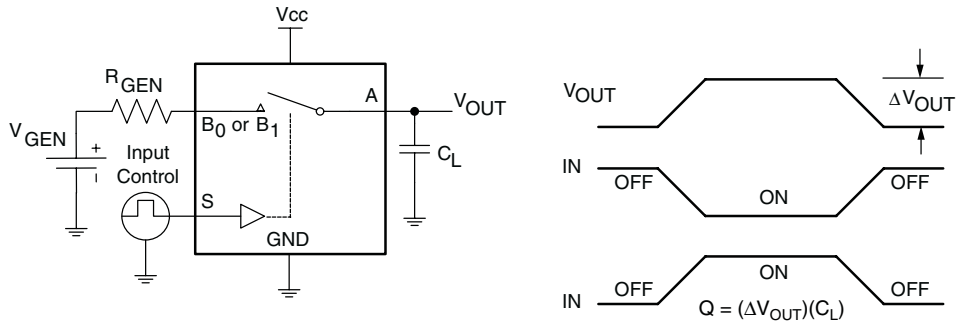 Vcc
R_GEN
A
V_OUT
B_0 or B_1
V_GEN
+
I
Input
Control
C_L
S
GND
V_OUT
ΔV_OUT
IN
OFF
ON
OFF
IN
OFF
ON
OFF
Q = (ΔV_OUT)(C_L)